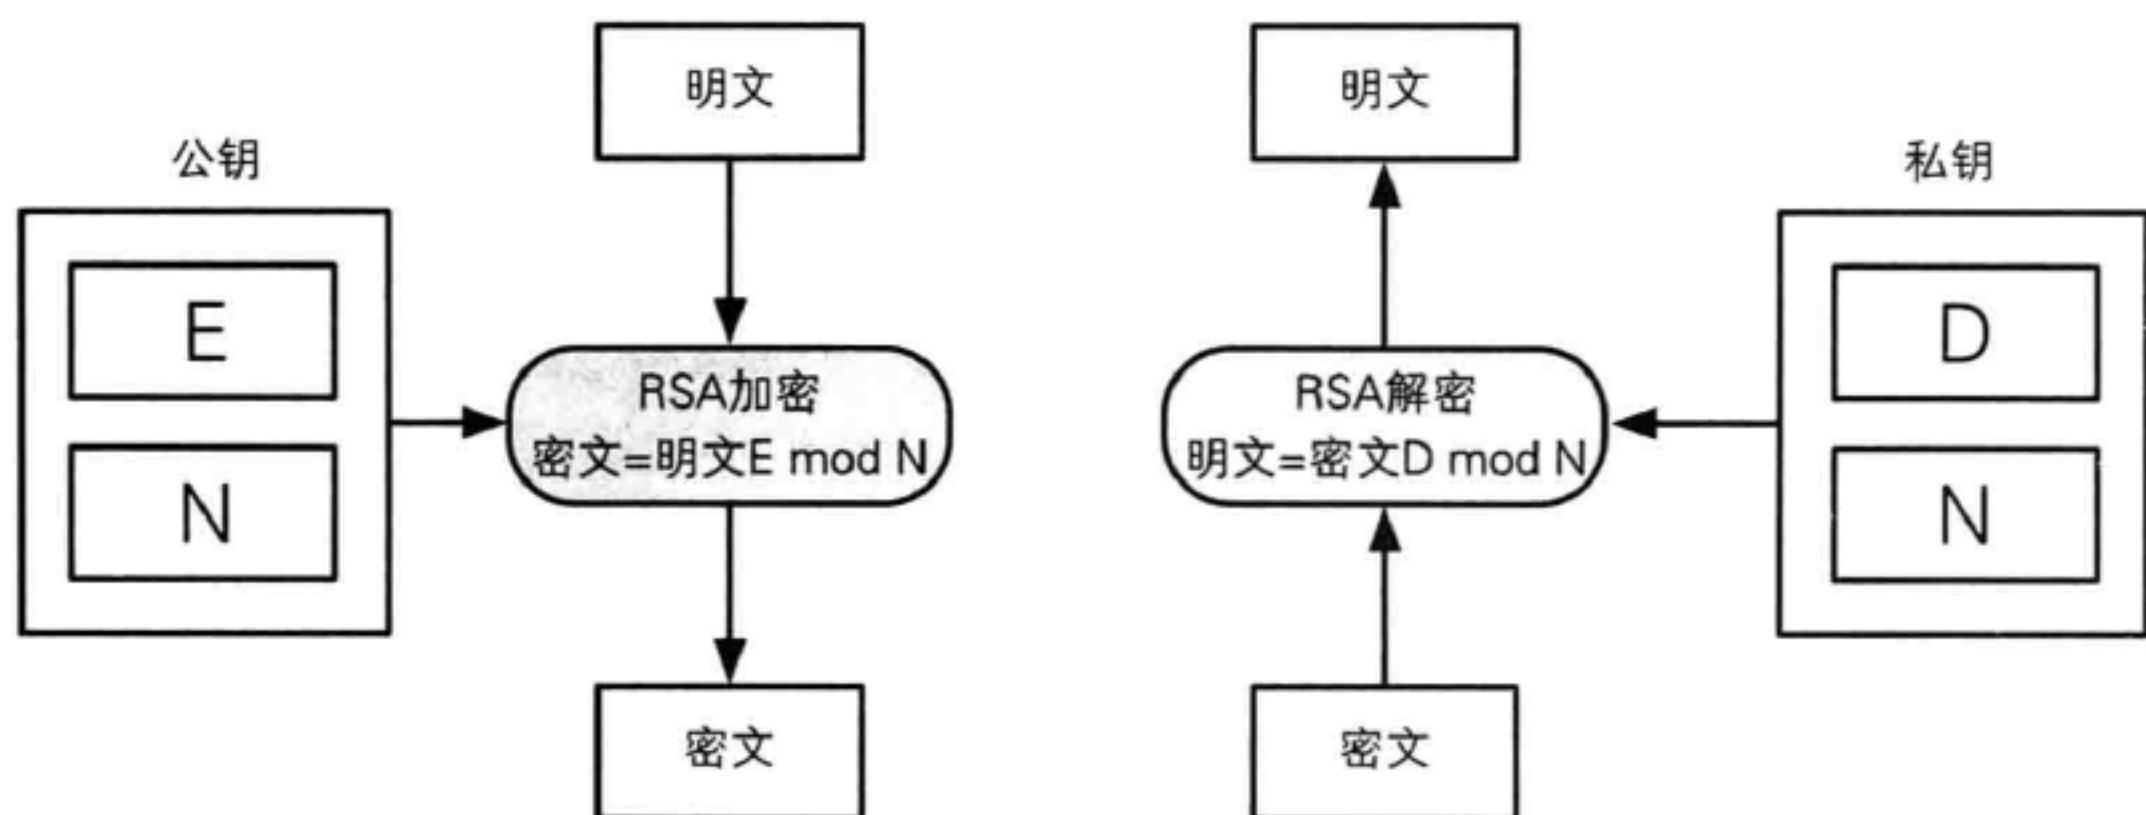 明文
公钥
E
N
RSA加密
密文=明文E mod N
密文
明文
私钥
D
N
RSA解密
明文=密文D mod N
密文